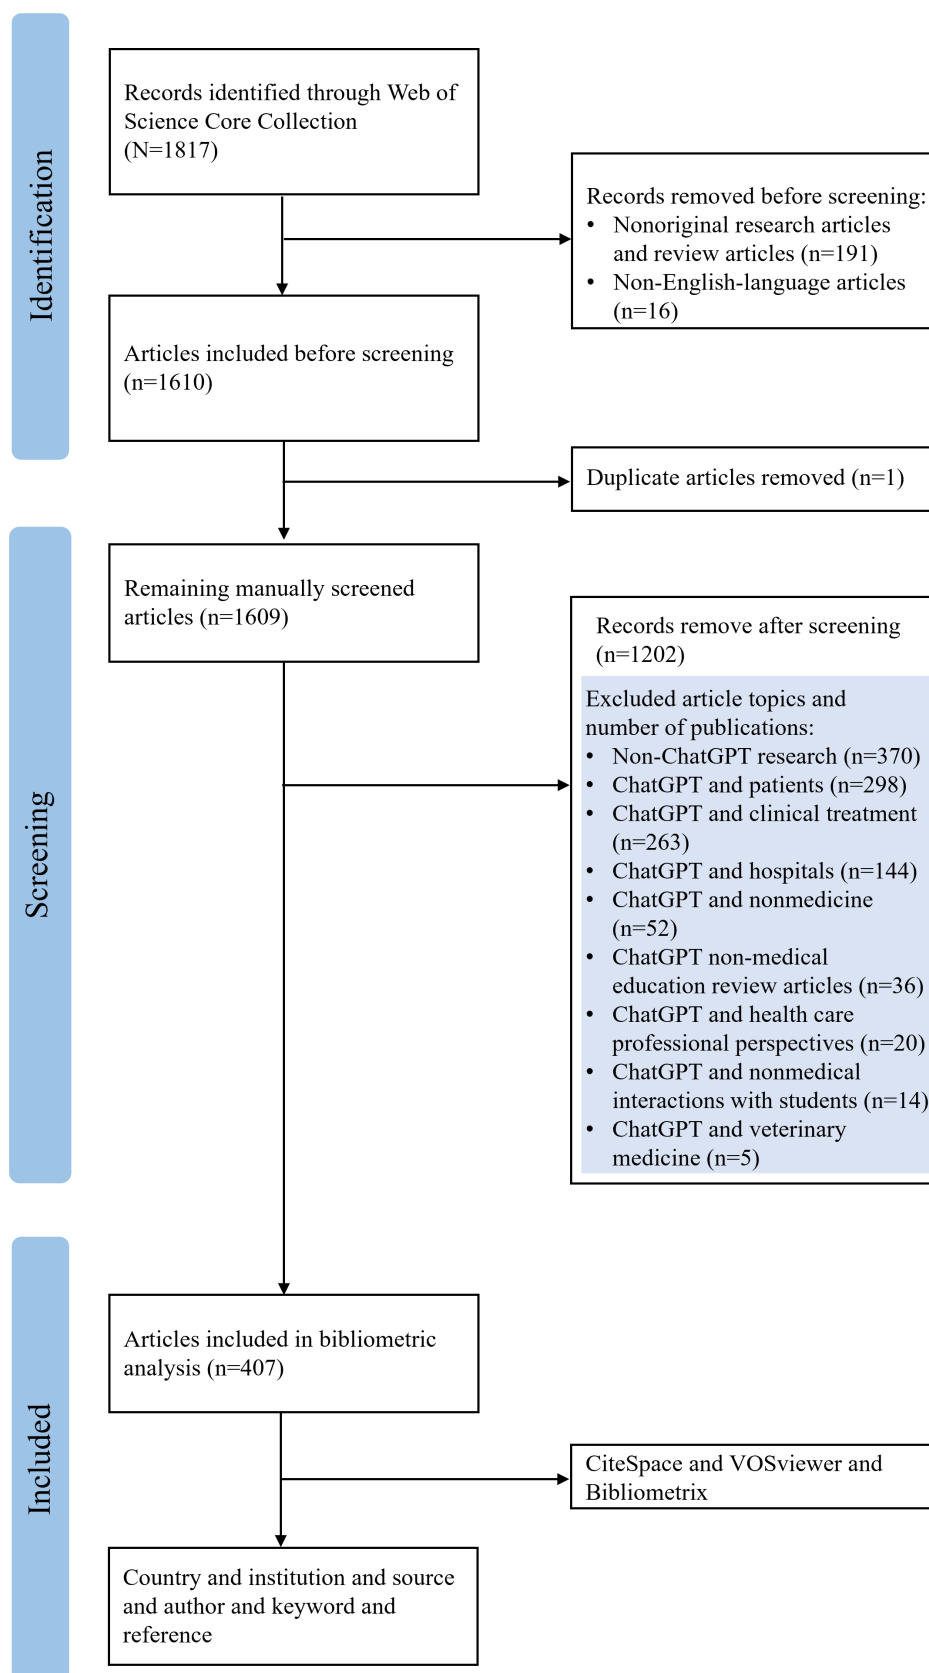 Identification
Records identified through Web of
Science Core Collection
(N=1817)
Records removed before screening:
• Nonoriginal research articles
and review articles (n=191)
• Non-English-language articles
(n=16)
Articles included before screening
(n=1610)
Duplicate articles removed (n=1)
Screening
Remaining manually screened
articles (n=1609)
Records remove after screening
(n=1202)
Excluded article topics and
number of publications:
• Non-ChatGPT research (n=370)
• ChatGPT and patients (n=298)
• ChatGPT and clinical treatment
(n=263)
• ChatGPT and hospitals (n=144)
• ChatGPT and nonmedicine
(n=52)
• ChatGPT non-medical
education review articles (n=36)
• ChatGPT and health care
professional perspectives (n=20)
• ChatGPT and nonmedical
interactions with students (n=14)
• ChatGPT and veterinary
medicine (n=5)
Included
Articles included in bibliometric
analysis (n=407)
CiteSpace and VOSviewer and
Bibliometrix
Country and institution and source
and author and keyword and
reference